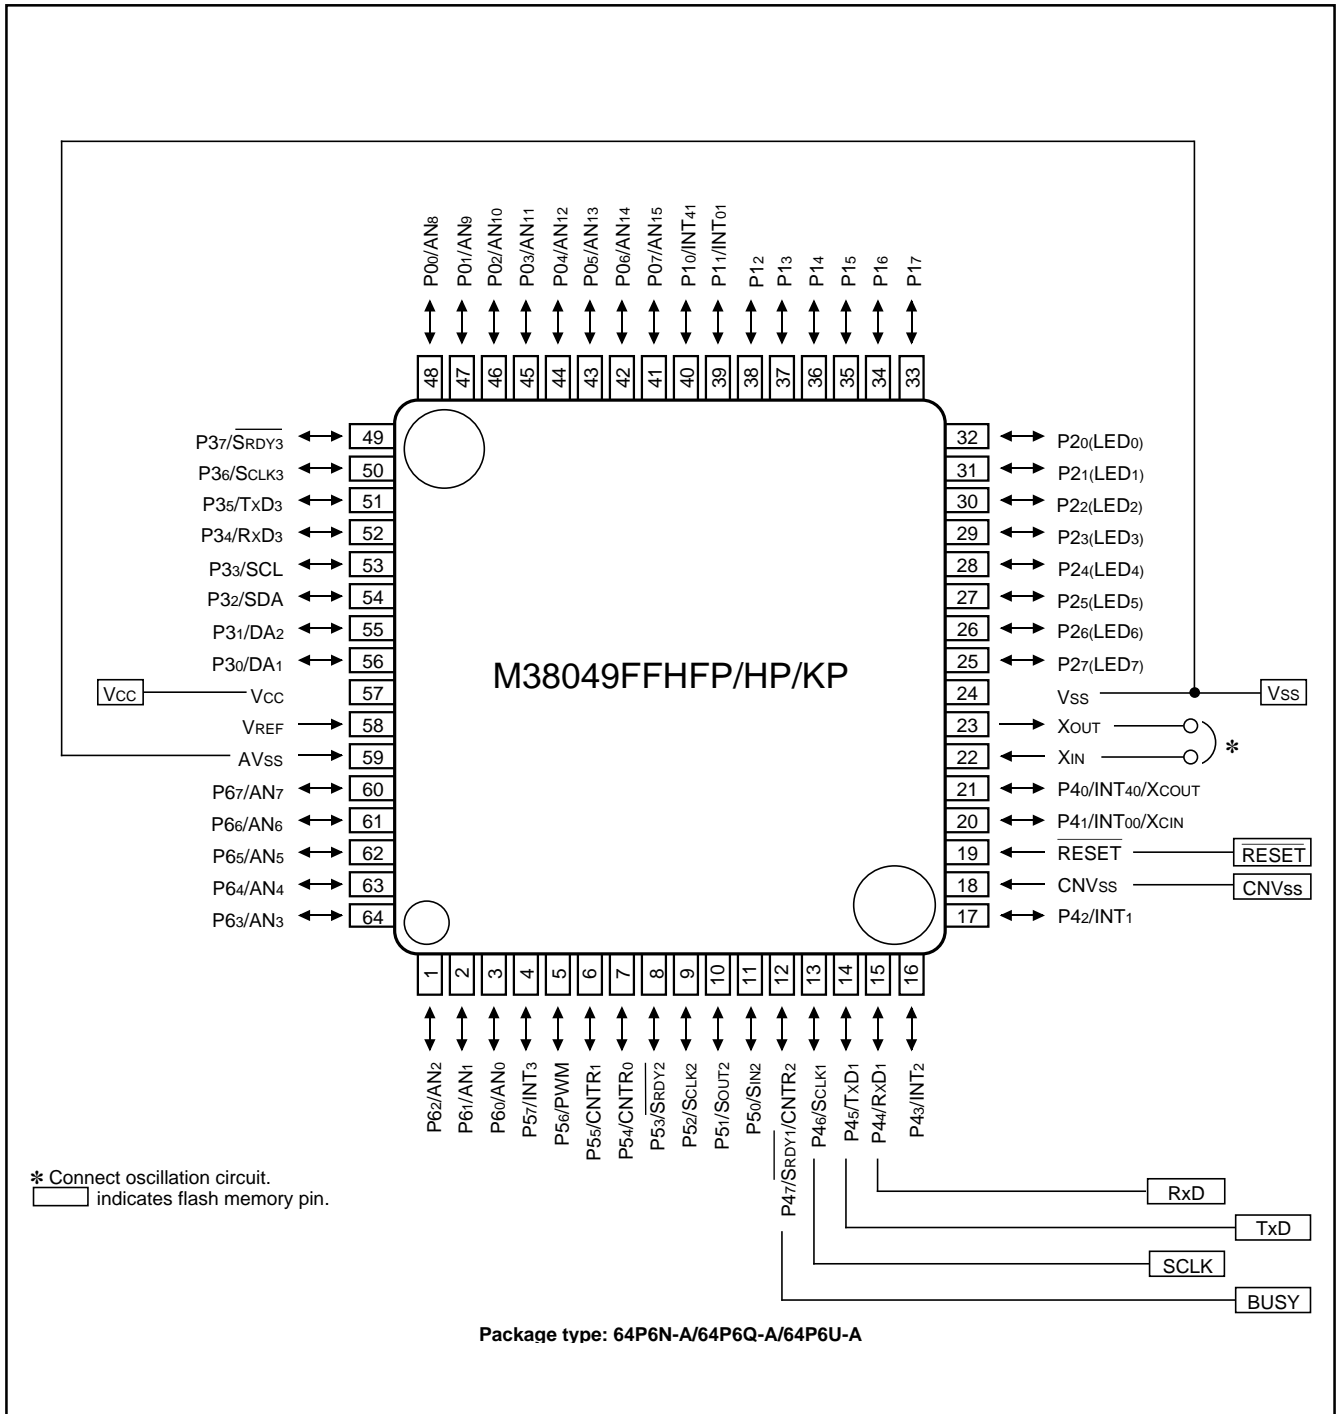 P00/AN8
P01/AN9
P02/AN10
P03/AN11
P04/AN12
P05/AN13
P06/AN14
P07/AN15
P10/INT41
P11/INT01
P12
P13
P14
P15
P16
P17
48
47
46
45
44
43
42
41
40
39
38
37
36
35
34
33
P37/SRDY3 49
P36/SCLK3 50
P35/TXD3 51
P34/RXD3 52
P33/SCL 53
P32/SDA 54
P31/DA2 55
P30/DA1 56
VCC VCC 57
VREF 58
AVSS 59
P67/AN7 60
P66/AN6 61
P65/AN5 62
P64/AN4 63
P63/AN3 64
M38049FFHFP/HP/KP
32 P20(LED0)
31 P21(LED1)
30 P22(LED2)
29 P23(LED3)
28 P24(LED4)
27 P25(LED5)
26 P26(LED6)
25 P27(LED7)
24 VSS VSS
23 XOUT
22 XIN
✻
21 P40/INT40/XCOUT
20 P41/INT00/XCIN
19 RESET RESET
18 CNVSS CNVss
17 P42/INT1
1
2
3
4
5
6
7
8
9
10
11
12
13
14
15
16
P62/AN2
P61/AN1
P60/AN0
P57/INT3
P56/PWM
P55/CNTR1
P54/CNTR0
P53/SRDY2
P52/SCLK2
P51/SOUT2
P50/SIN2
P47/SRDY1/CNTR2
P46/SCLK1
P45/TXD1
P44/RXD1
P43/INT2
✻ Connect oscillation circuit.
indicates flash memory pin.
RxD
TxD
SCLK
BUSY
Package type: 64P6N-A/64P6Q-A/64P6U-A